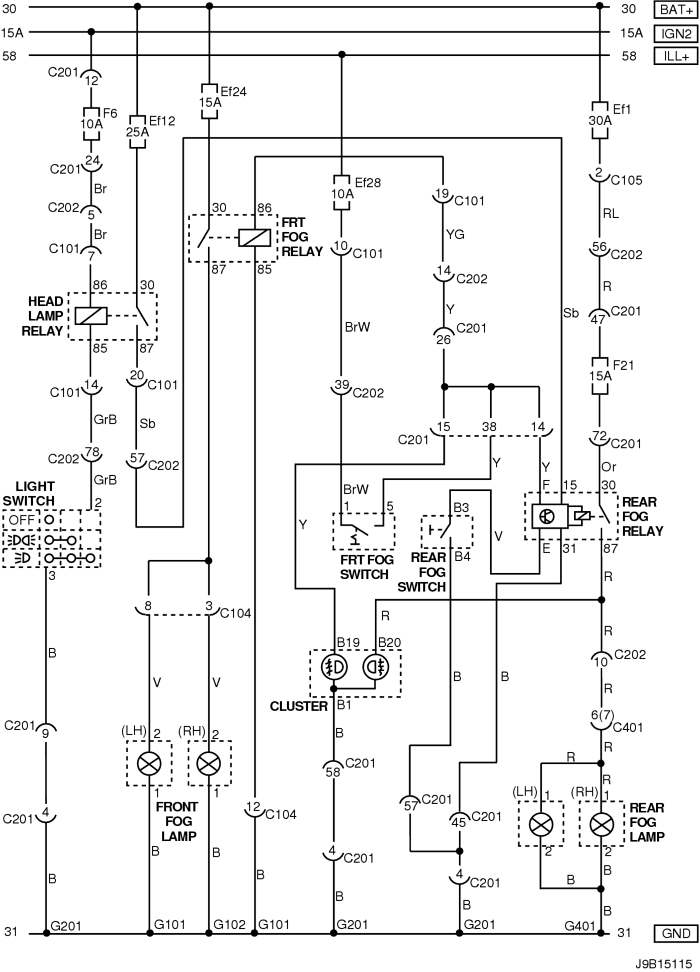 30 30 BAT+
15A 15A IGN2
58 58 ILL+
C201 12
Ef24
15A
F6
10A
Ef12
25A
Ef1
30A
24
C201
Br
Ef28
10A
2
C105
C202
5
Br
19
C101
RL
30 86
FRT
FOG
RELAY
C101
7
YG
10
C101
56
C202
87 85
14
C202
R
86 30
HEAD
LAMP
RELAY
85 87
Y
Sb
C201
47
BrW
C201
26
F21
15A
20
C101
14
C101
39
C202
GrB
Sb
15 38 14
C201
72
C201
78
C202
57
C202
Y
Y
Or
GrB
LIGHT
SWITCH
2
OFF
3
BrW
1 5
FRT FOG
SWITCH
Y
B3
B4
REAR
FOG
SWITCH
V
F 15 30
E 31 87
REAR
FOG
RELAY
R
8 3
C104
R
B
B19 B20
CLUSTER
B1
R
10
C202
V V
B B
R
6(7)
C401
C201
9
(LH) 2
(RH) 2
B
R
R
58
C201
R
1 1
FRONT
FOG
LAMP
57
C201
45
C201
(LH) 1
(RH) 1
REAR
FOG
LAMP
4
C201
12
C104
2 2
B B
4
C201
4
C201
B
B
B
B
B
B
B
B
31 G201 G101 G102 G101 G201 G201 G401 31 GND
J9B15115